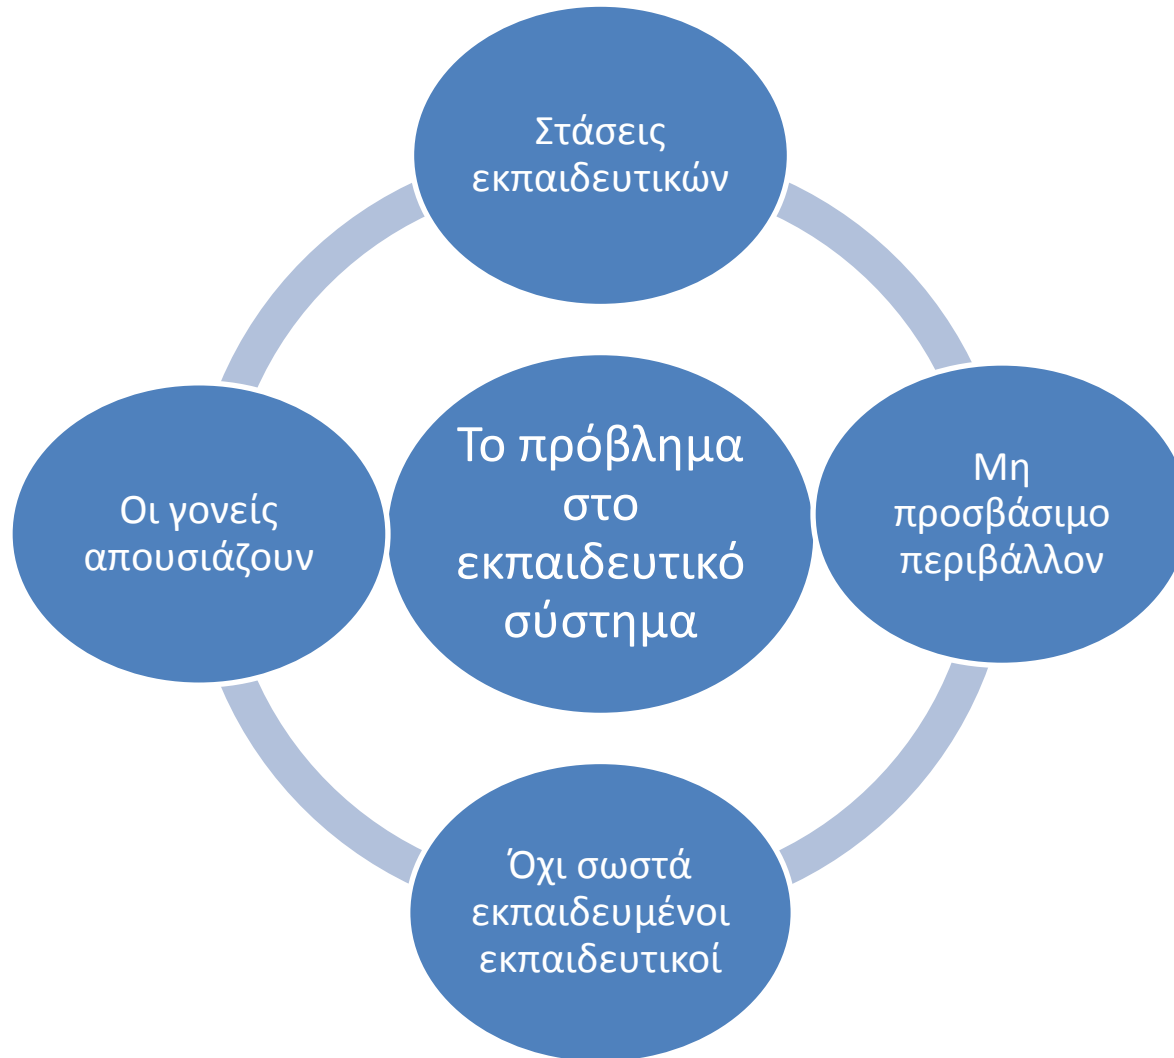 Στάσεις
εκπαιδευτικών
Το πρόβλημα
στο
εκπαιδευτικό
σύστημα
Μη
προσβάσιμο
περιβάλλον
Οι γονείς
απουσιάζουν
Όχι σωστά
εκπαιδευμένοι
εκπαιδευτικοί